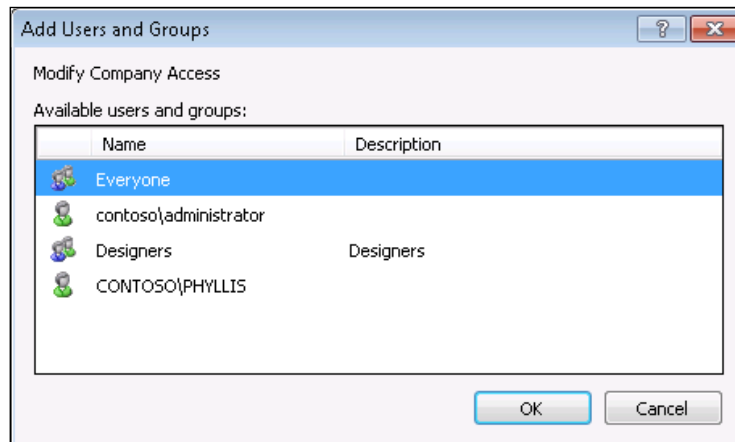 Add Users and Groups
Modify Company Access
Available users and groups:
Name Description
Everyone
contoso\administrator
Designers Designers
CONTOSO\PHYLLIS
OK Cancel